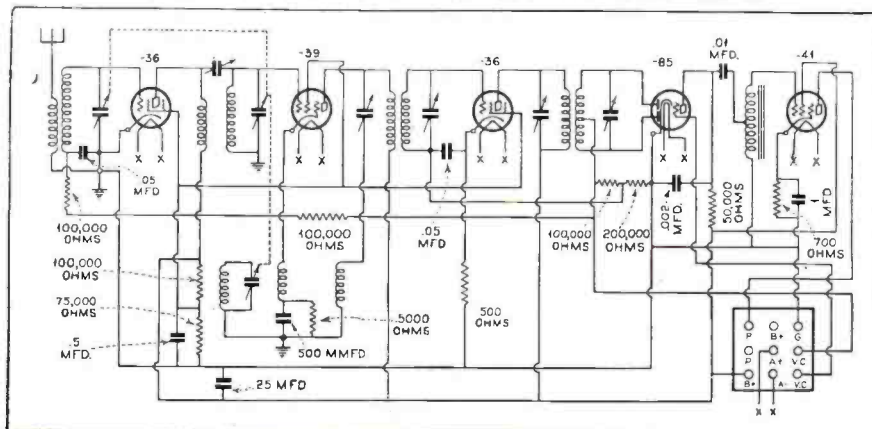 -36
-39
-36
-85
.01
MFD.
-41
.05
MFD
100,000
OHMS
100,000
OHMS
.05
MFD
100,000
OHMS
200,000
OHMS
.002
MFD.
50,000
OHMS
1
MFD
700
OHMS
X X
X X
X X
X X
X X
100,000
OHMS
75,000
OHMS
.5
MFD.
500 MMFD
5000
OHMS
500
OHMS
.25 MFD
P B+ G
P A+ V.C
B+ A- V.C
X X